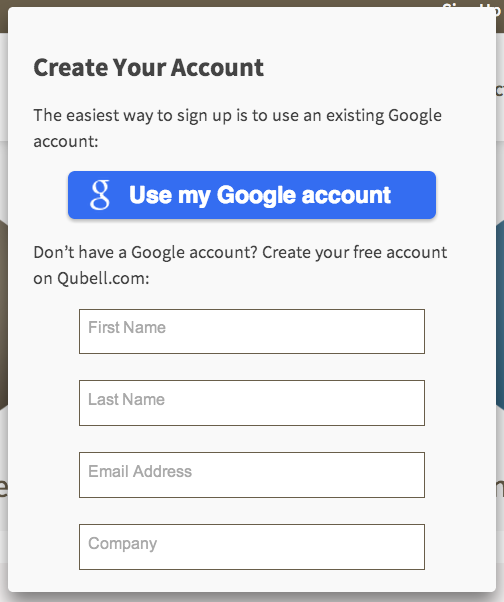 Create Your Account
The easiest way to sign up is to use an existing Google
account:
g Use my Google account
Don’t have a Google account? Create your free account
on Qubell.com:
First Name
Last Name
Email Address
Company